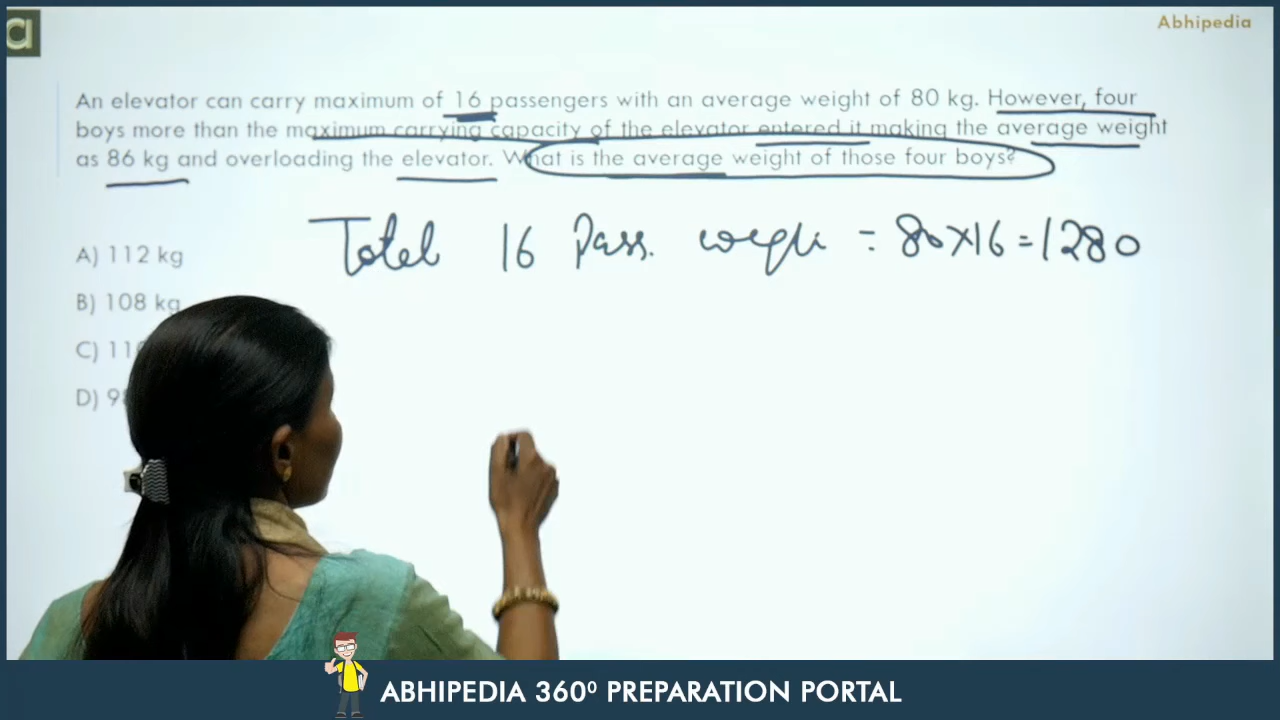 Abhipedia
An elevator can carry maximum of 16 passengers with an average weight of 80 kg. However, four
boys more than the maximum carrying capacity of the elevator entered it making the average weight
as 86 kg and overloading the elevator. What is the average weight of those four boys?
Total 16 Pass. weight = 80×16=1280
A) 112 kg
B) 108 kg
C) 11
D) 9
ABHIPEDIA 360⁰ PREPARATION PORTAL